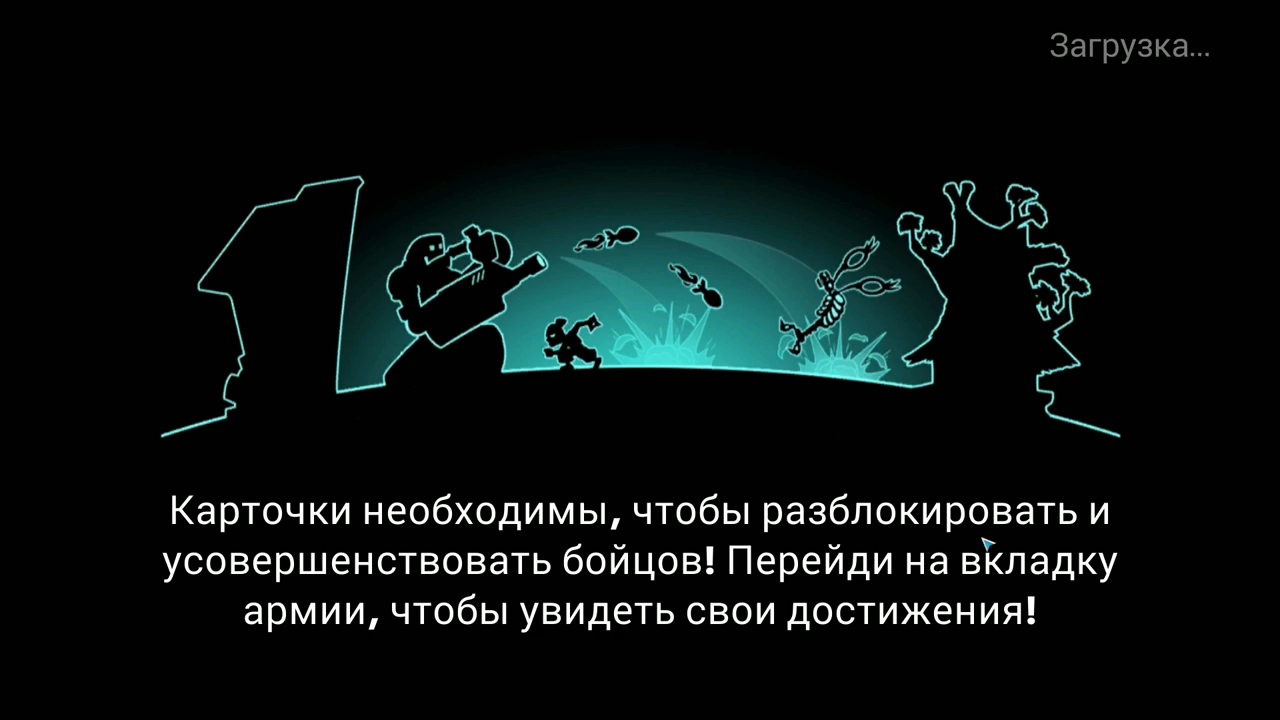 Загрузка...
Карточки необходимы, чтобы разблокировать и
усовершенствовать бойцов! Перейди на вкладку
армии, чтобы увидеть свои достижения!